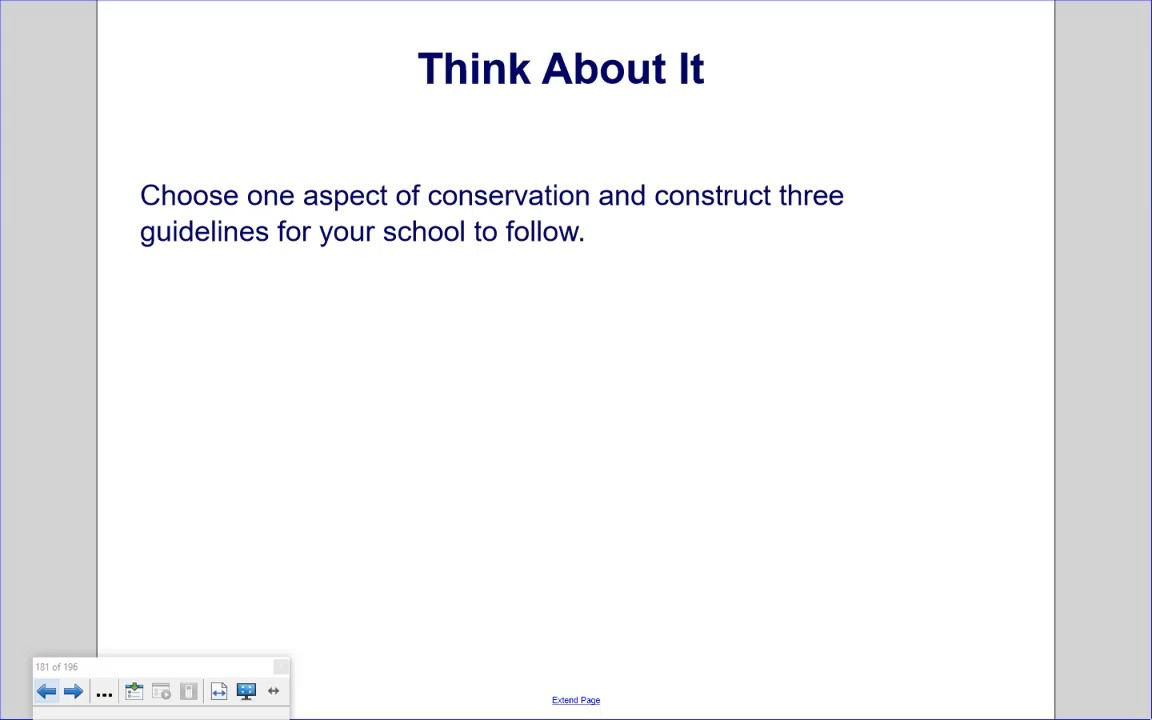 Think About It
Choose one aspect of conservation and construct three
guidelines for your school to follow.
181 of 196
...
Extend Page